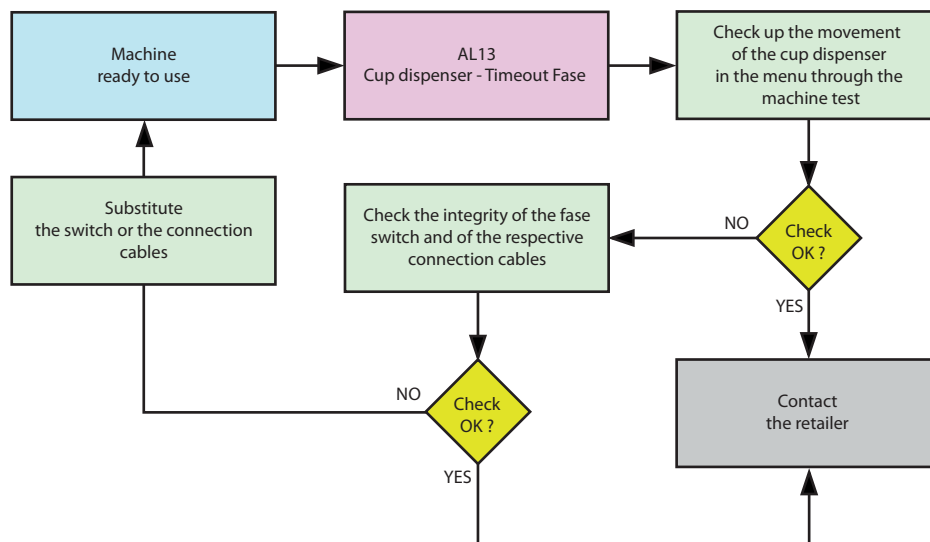 Machine
ready to use
AL13
Cup dispenser - Timeout Fase
Check up the movement
of the cup dispenser
in the menu through the
machine test
Substitute
the switch or the connection
cables
Check the integrity of the fase
switch and of the respective
connection cables
NO
Check
OK ?
YES
Contact
the retailer
NO
Check
OK ?
YES